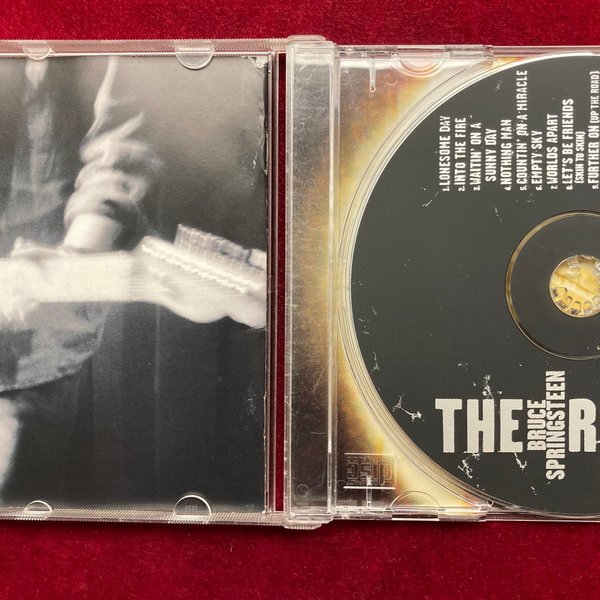 1. LONESOME DAY
2. INTO THE FIRE
3. WAITIN' ON A
SUNNY DAY
4. NOTHING MAN
5. COUNTIN' ON A MIRACLE
6. EMPTY SKY
7. WORLDS APART
8. LET'S BE FRIENDS
(SKIN TO SKIN)
9. FURTHER ON (UP THE ROAD)
THE R
BRUCE
SPRINGSTEEN
disc